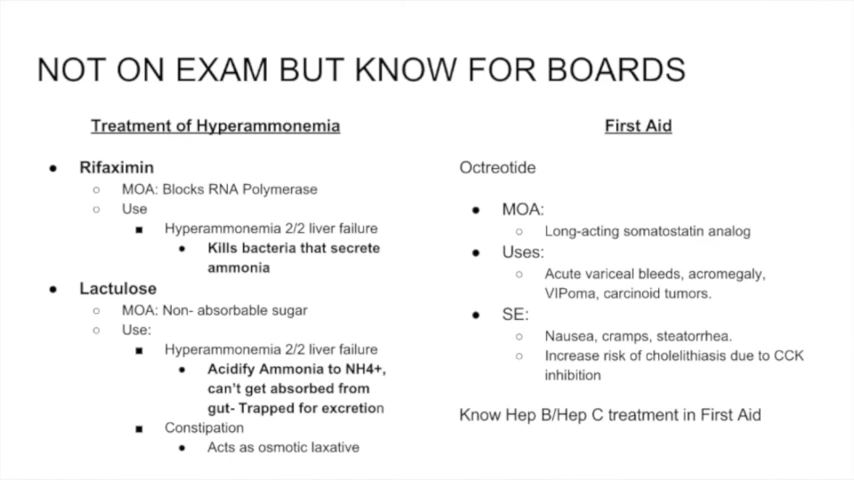 NOT ON EXAM BUT KNOW FOR BOARDS
Treatment of Hyperammonemia
● Rifaximin
○ MOA: Blocks RNA Polymerase
○ Use
■ Hyperammonemia 2/2 liver failure
● Kills bacteria that secrete
ammonia
● Lactulose
○ MOA: Non- absorbable sugar
○ Use:
■ Hyperammonemia 2/2 liver failure
● Acidify Ammonia to NH4+,
can't get absorbed from
gut- Trapped for excretion
■ Constipation
● Acts as osmotic laxative
First Aid
Octreotide
● MOA:
○ Long-acting somatostatin analog
● Uses:
○ Acute variceal bleeds, acromegaly,
VIPoma, carcinoid tumors.
● SE:
○ Nausea, cramps, steatorrhea.
○ Increase risk of cholelithiasis due to CCK
inhibition
Know Hep B/Hep C treatment in First Aid